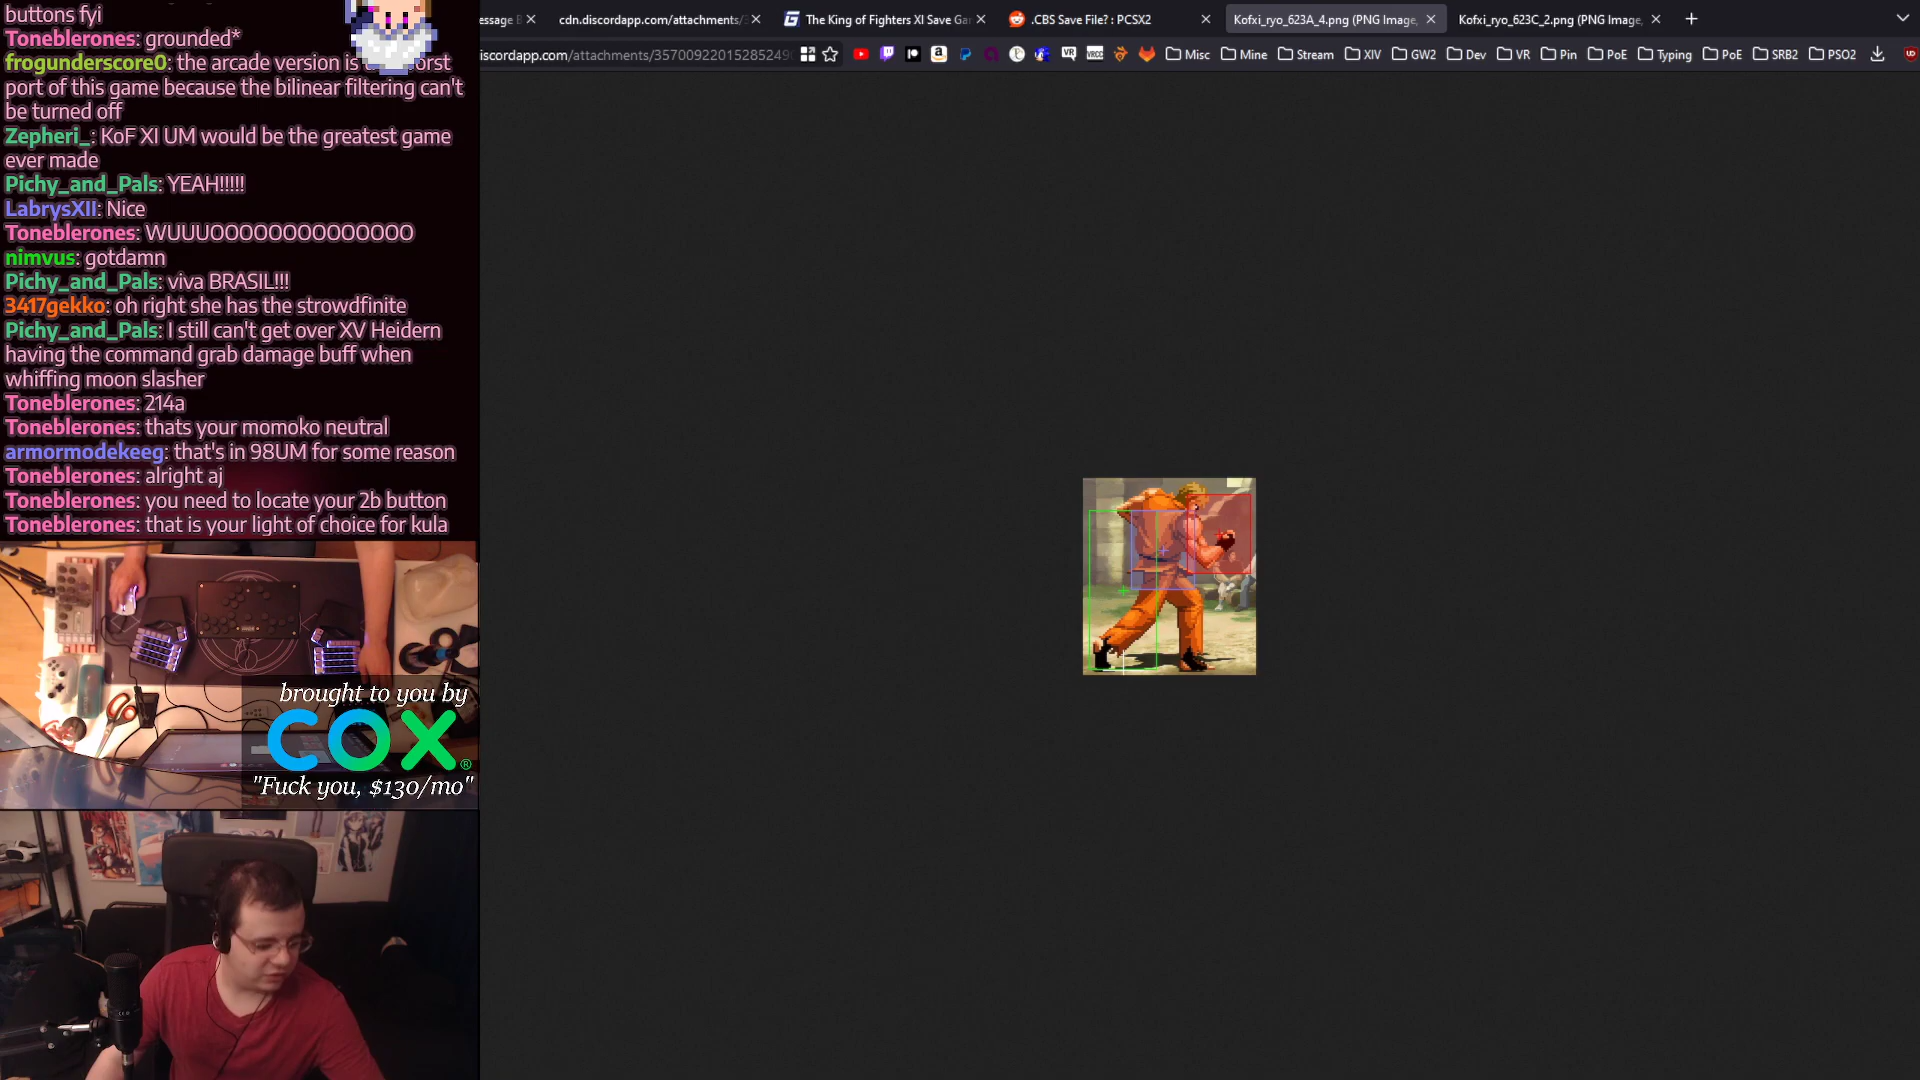 buttons fyi
Toneblerones: grounded*
frogunderscore0: the arcade version is
port of this game because the bilinear filtering can't
be turned off
Zepheri_: KoF XI UM would be the greatest game
ever made
Pichy_and_Pals: YEAH!!!!!
LabrysXII: Nice
Toneblerones: WUUUOOOOOOOOOOOOOO
nimvus: gotdamn
Pichy_and_Pals: viva BRASIL!!!
3417gekko: oh right she has the strowdfinite
Pichy_and_Pals: I still can't get over XV Heidern
having the command grab damage buff when
whiffing moon slasher
Toneblerones: 214a
Toneblerones: thats your momoko neutral
armormodekeeg: that's in 98UM for some reason
Toneblerones: alright aj
Toneblerones: you need to locate your 2b button
Toneblerones: that is your light of choice for kula
brought to you by
COX
"Fuck you, $130/mo"
essage B
cdn.discordapp.com/attachments/
The King of Fighters XI Save Ga
.CBS Save File? : PCSX2
Kofxi_ryo_623A_4.png (PNG Image,
Kofxi_ryo_623C_2.png (PNG Image,
discordapp.com/attachments/357009220152852490
Misc
Mine
Stream
XIV
GW2
Dev
VR
Pin
PoE
Typing
PoE
SRB2
PSO2